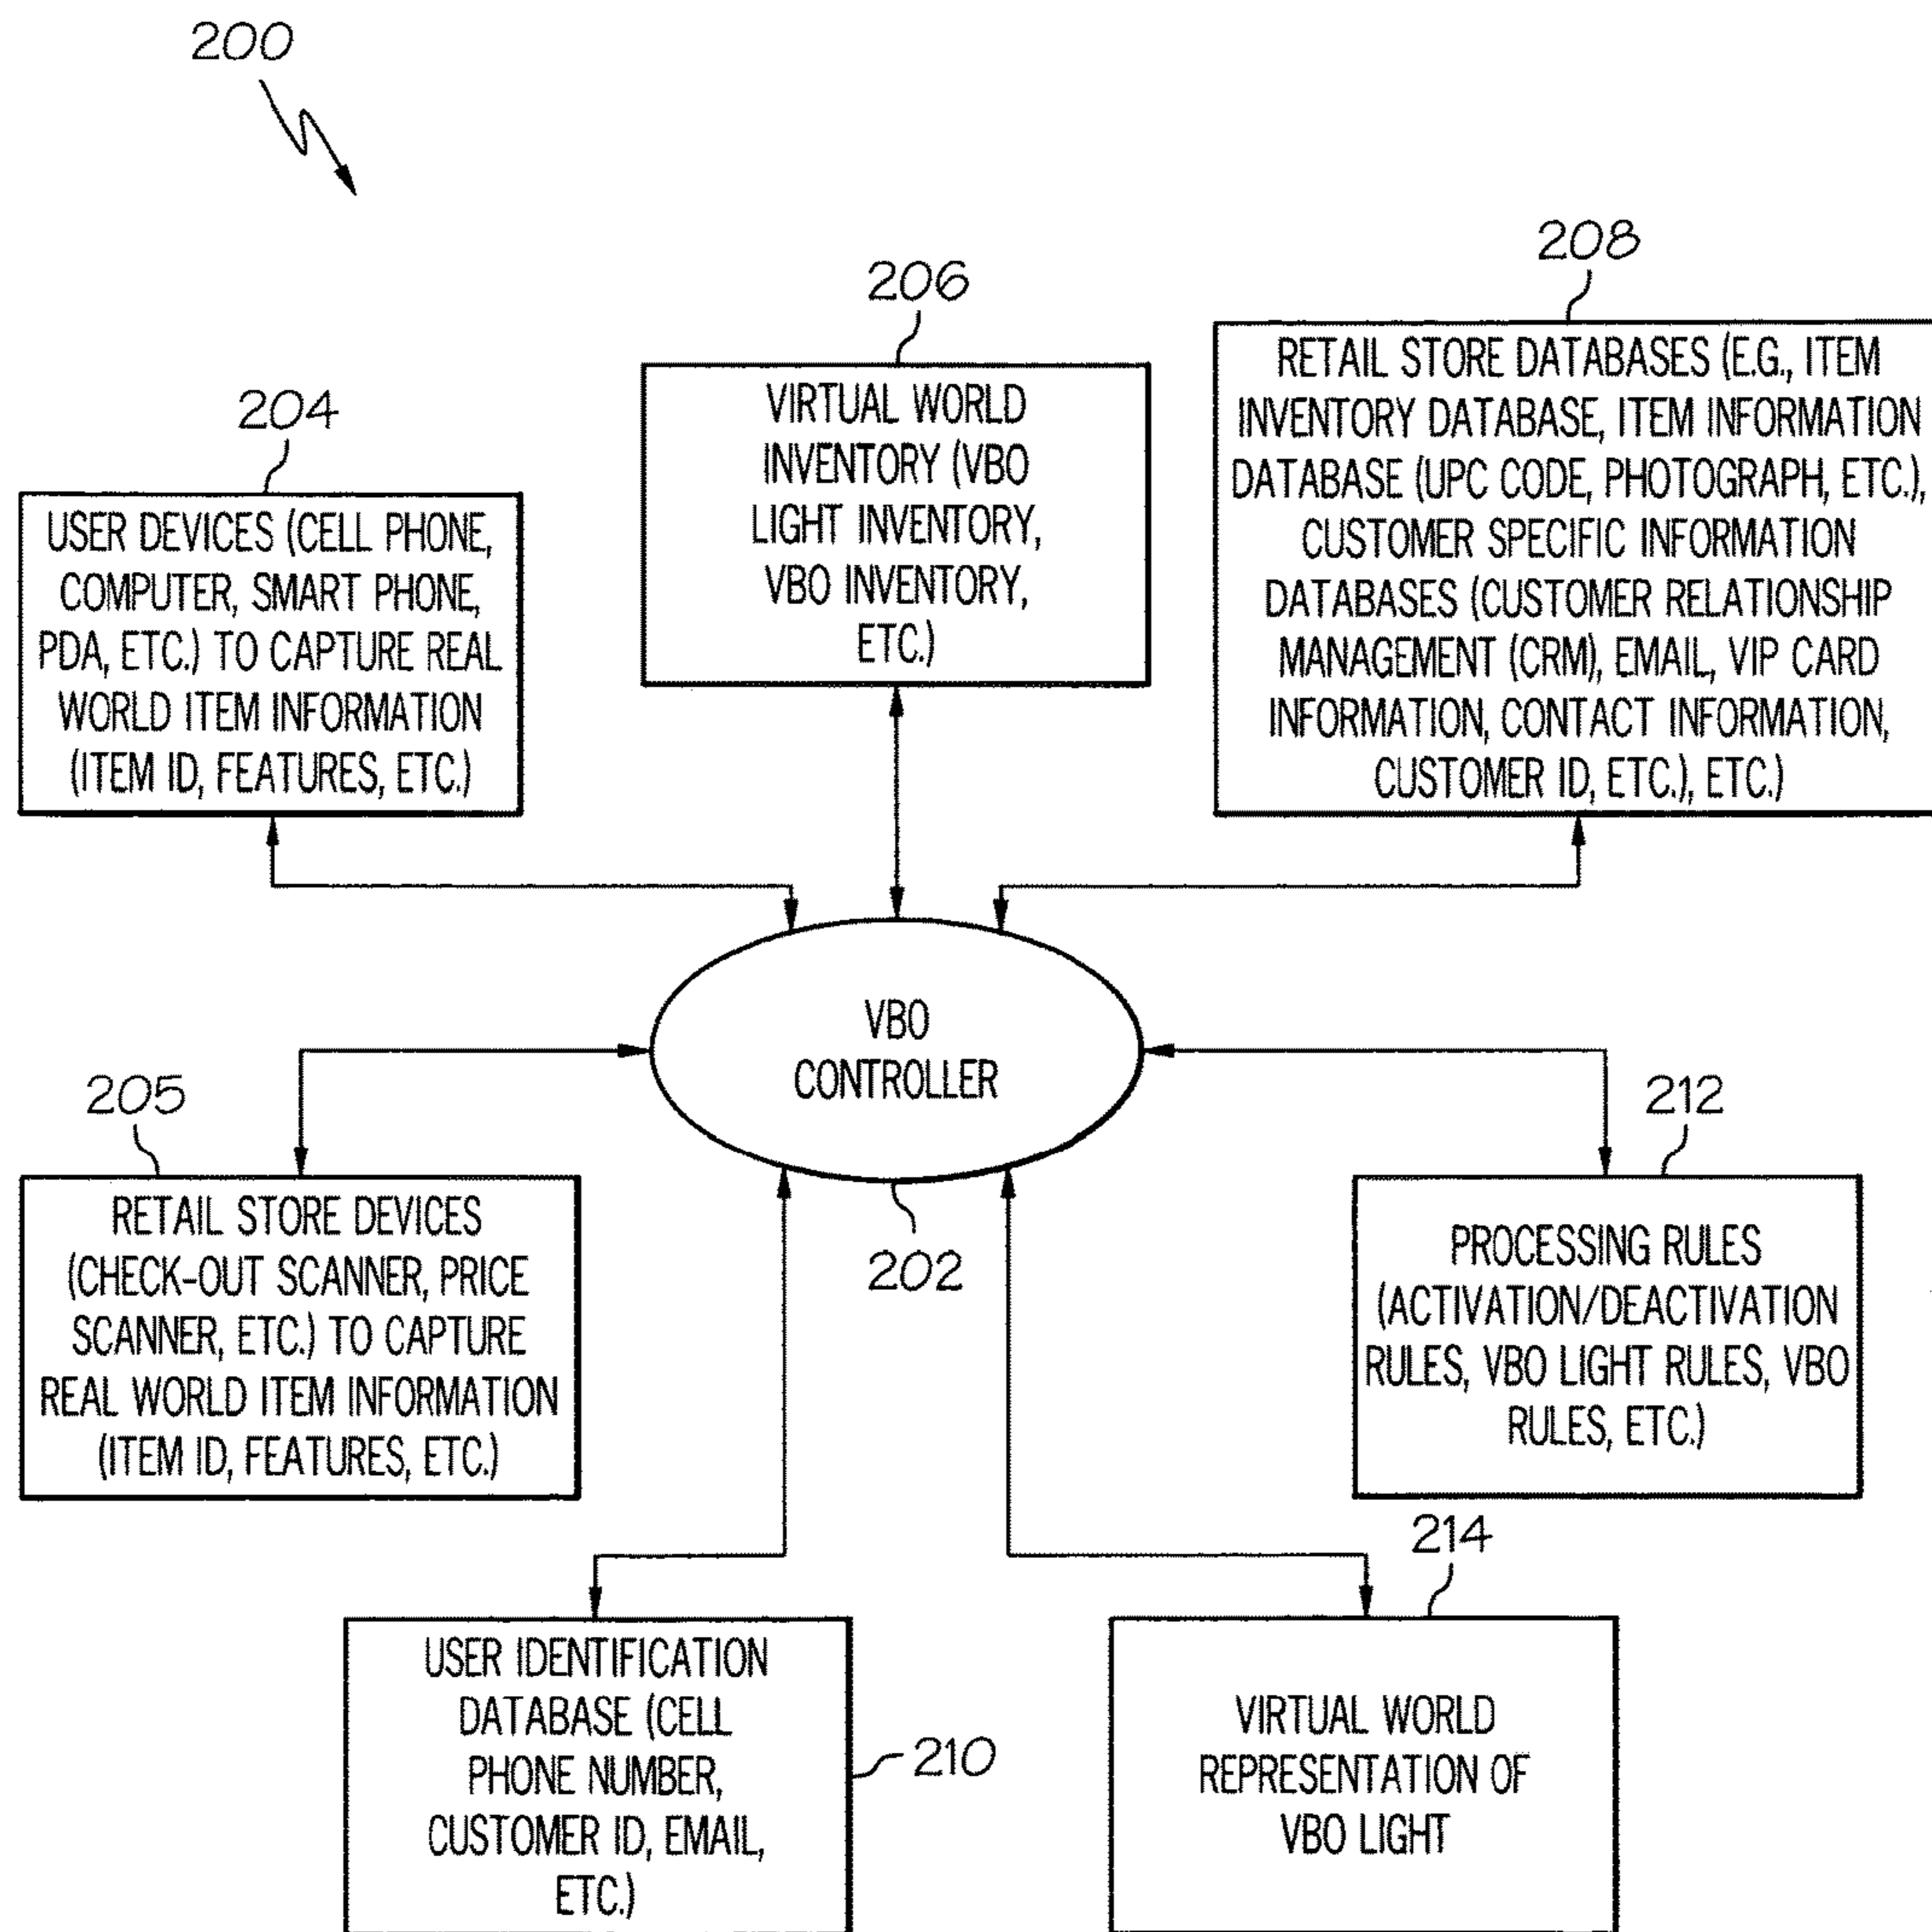 200
208
206
204
RETAIL STORE DATABASES (E.G., ITEM
INVENTORY DATABASE, ITEM INFORMATION
DATABASE (UPC CODE, PHOTOGRAPH, ETC.),
CUSTOMER SPECIFIC INFORMATION
DATABASES (CUSTOMER RELATIONSHIP
MANAGEMENT (CRM), EMAIL, VIP CARD
INFORMATION, CONTACT INFORMATION,
CUSTOMER ID, ETC.), ETC.)
VIRTUAL WORLD
INVENTORY (VBO
LIGHT INVENTORY,
VBO INVENTORY,
ETC.)
USER DEVICES (CELL PHONE,
COMPUTER, SMART PHONE,
PDA, ETC.) TO CAPTURE REAL
WORLD ITEM INFORMATION
(ITEM ID, FEATURES, ETC.)
VBO
CONTROLLER
202
205
RETAIL STORE DEVICES
(CHECK-OUT SCANNER, PRICE
SCANNER, ETC.) TO CAPTURE
REAL WORLD ITEM INFORMATION
(ITEM ID, FEATURES, ETC.)
212
PROCESSING RULES
(ACTIVATION/DEACTIVATION
RULES, VBO LIGHT RULES, VBO
RULES, ETC.)
214
USER IDENTIFICATION
DATABASE (CELL
PHONE NUMBER,
CUSTOMER ID, EMAIL,
ETC.)
210
VIRTUAL WORLD
REPRESENTATION OF
VBO LIGHT